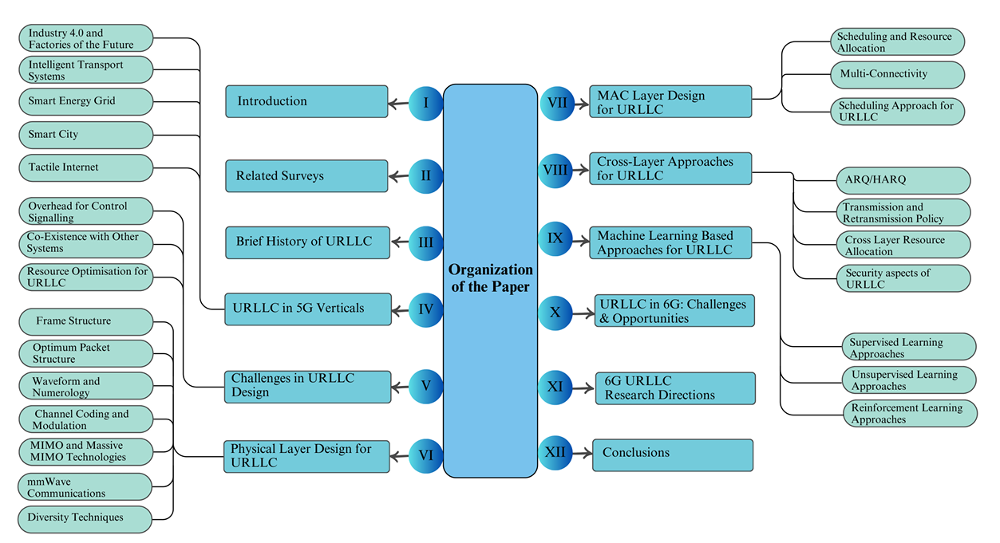 Industry 4.0 and
Factories of the Future
Intelligent Transport
Systems
Smart Energy Grid
Smart City
Tactile Internet
Overhead for Control
Signalling
Co-Existence with Other
Systems
Resource Optimisation for
URLLC
Frame Structure
Optimum Packet
Structure
Waveform and
Numerology
Channel Coding and
Modulation
MIMO and Massive
MIMO Technologies
mmWave
Communications
Diversity Techniques
Introduction
I
Related Surveys
II
Brief History of URLLC
III
URLLC in 5G Verticals
IV
Challenges in URLLC
Design
V
Physical Layer Design for
URLLC
VI
Organization
of the Paper
VII
MAC Layer Design
for URLLC
VIII
Cross-Layer Approaches
for URLLC
IX
Machine Learning Based
Approaches for URLLC
X
URLLC in 6G: Challenges
& Opportunities
XI
6G URLLC
Research Directions
XII
Conclusions
Scheduling and Resource
Allocation
Multi-Connectivity
Scheduling Approach for
URLLC
ARQ/HARQ
Transmission and
Retransmission Policy
Cross Layer Resource
Allocation
Security aspects of
URLLC
Supervised Learning
Approaches
Unsupervised Learning
Approaches
Reinforcement Learning
Approaches